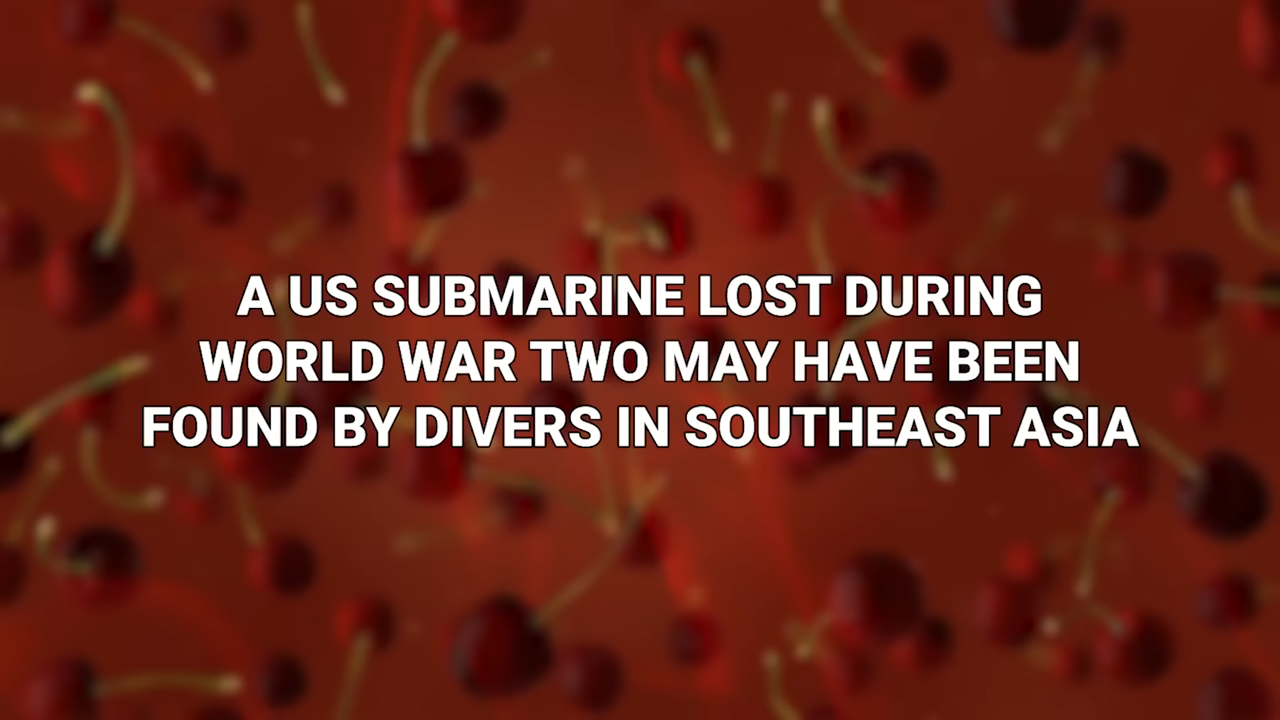 A US SUBMARINE LOST DURING
WORLD WAR TWO MAY HAVE BEEN
FOUND BY DIVERS IN SOUTHEAST ASIA